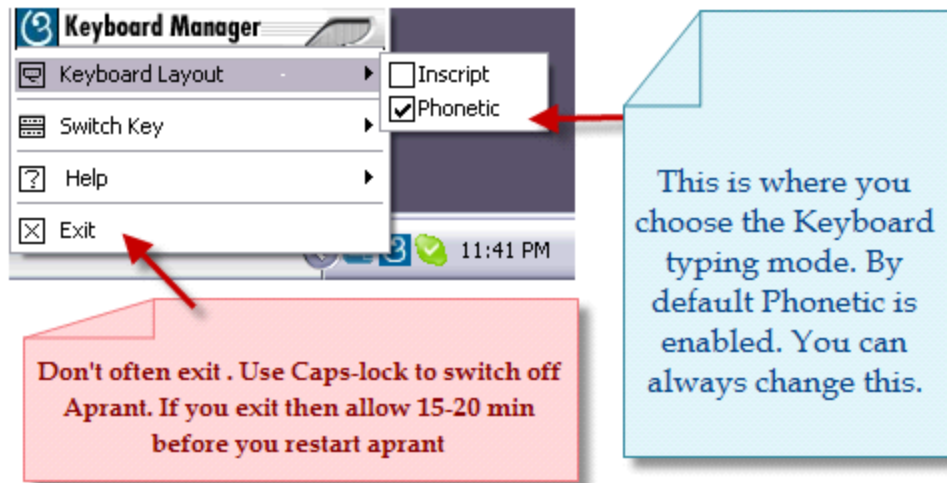 Keyboard Manager
Keyboard Layout
Inscript
Phonetic
Switch Key
Help
Exit
11:41 PM
This is where you
choose the Keyboard
typing mode. By
default Phonetic is
enabled. You can
always change this.
Don't often exit . Use Caps-lock to switch off
Aprant. If you exit then allow 15-20 min
before you restart aprant